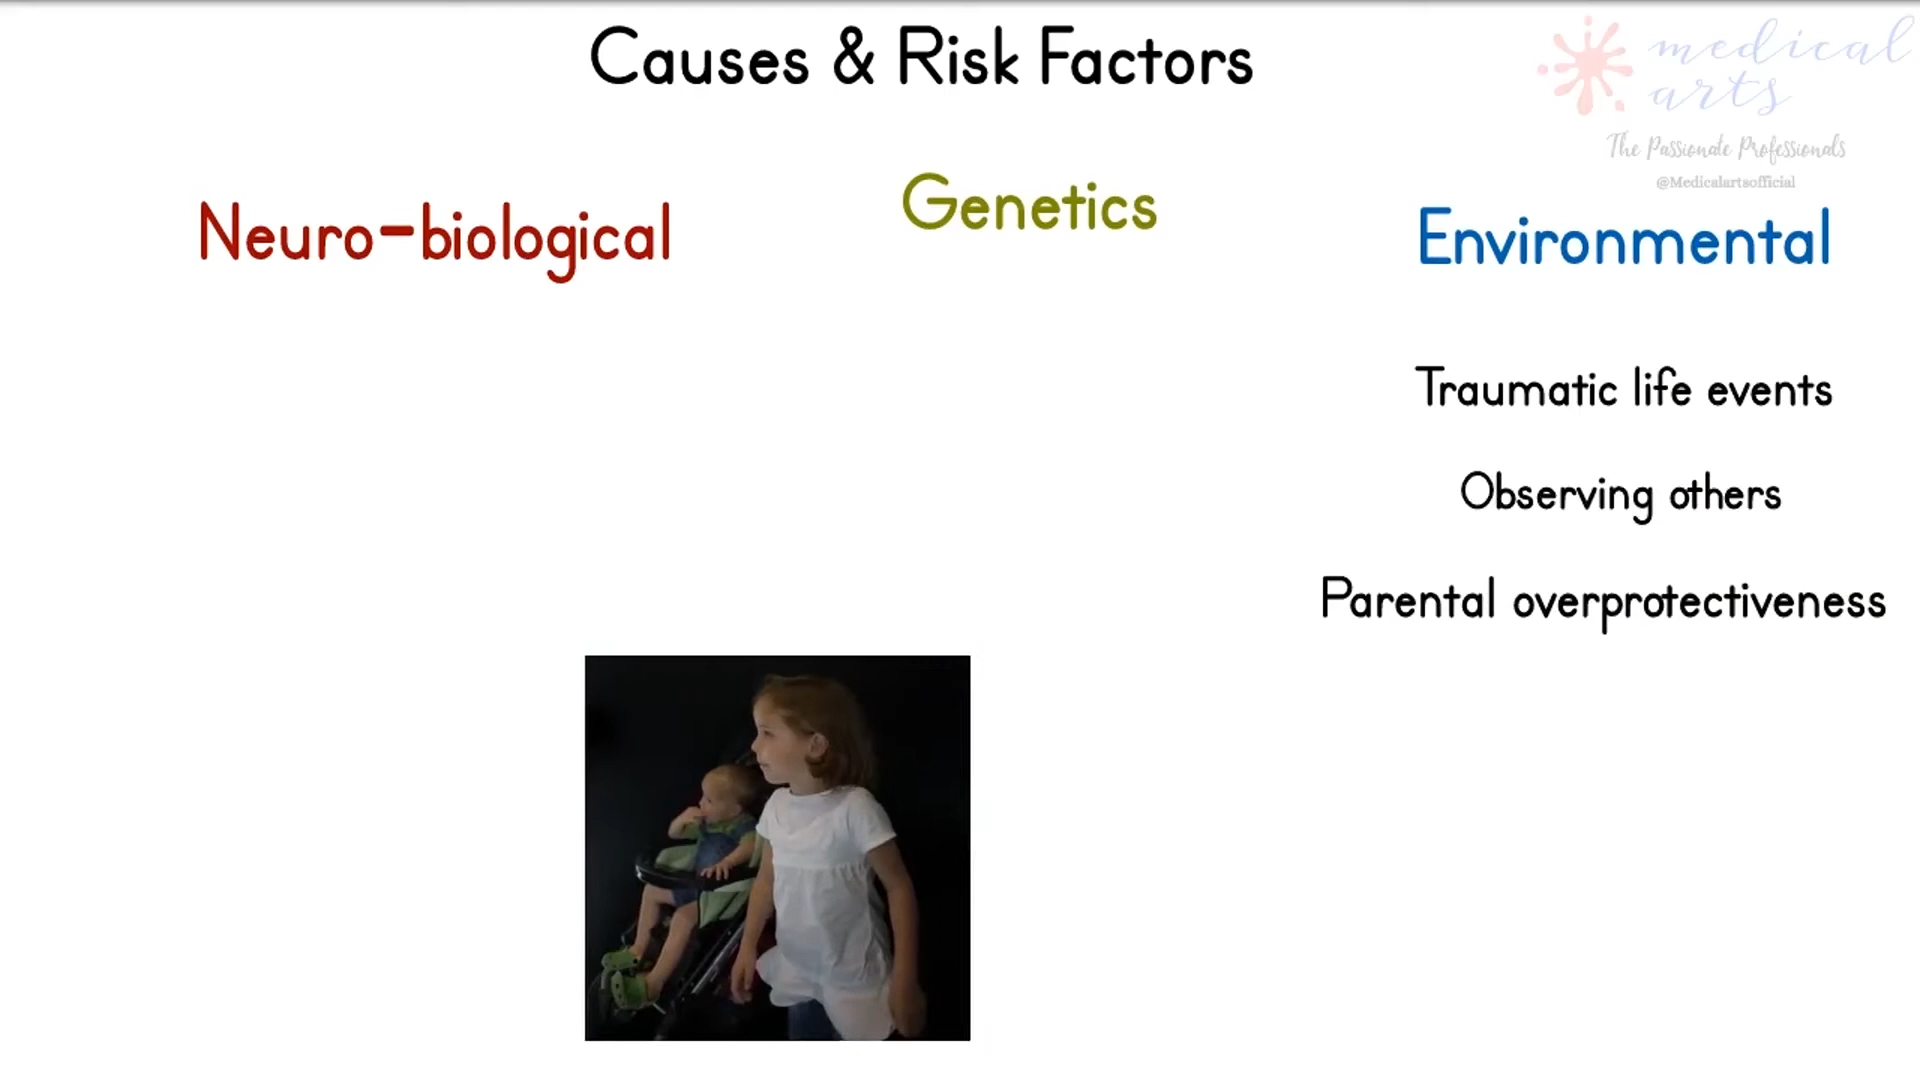 Causes & Risk Factors
medical
arts
The Passionate Professionals
@Medicalartsofficial
Neuro-biological
Genetics
Environmental
Traumatic life events
Observing others
Parental overprotectiveness